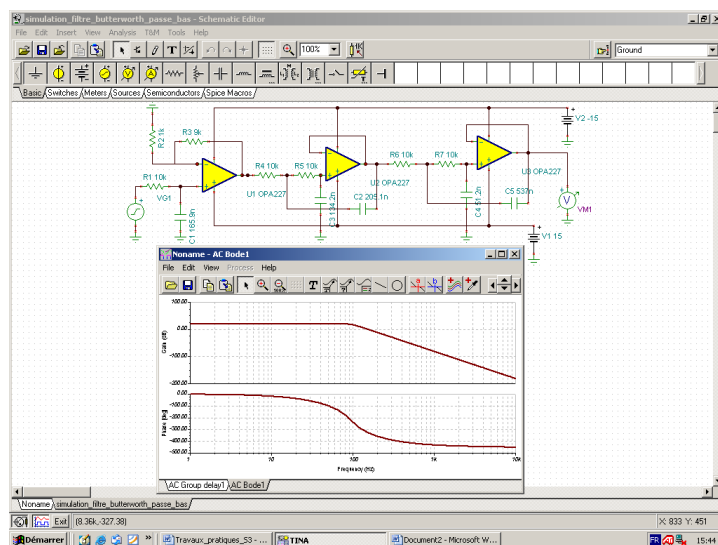 simulation_filtre_butterworth_passe_bas - Schematic Editor
File Edit Insert View Analysis T&M Tools Help
100%
Ground
Basic Switches Meters Sources Semiconductors Spice Macros
V2 -15
R2 1k
R3 9k
R4 10k
R5 10k
R6 10k
R7 10k
R1 10k
VG1
U1 OPA227
U2 OPA227
U3 OPA227
C1 165.9n
C3 134.2n
C2 205.1n
C4 51.2n
C5 537n
V
VM1
V1 15
Noname - AC Bode1
File Edit View Process Help
100.00
0.00
-100.00
-200.00
Gain (dB)
0.00
-100.00
-200.00
-300.00
-400.00
-500.00
Phase [deg]
1 10 100 1k 10k
Frequency (Hz)
AC Group delay1 AC Bode1
Noname simulation_filtre_butterworth_passe_bas
Exit (8.36k,-327.38) X: 833 Y: 451
Démarrer Travaux_pratiques_53 - ... TINA Document2 - Microsoft W... FR 15:44